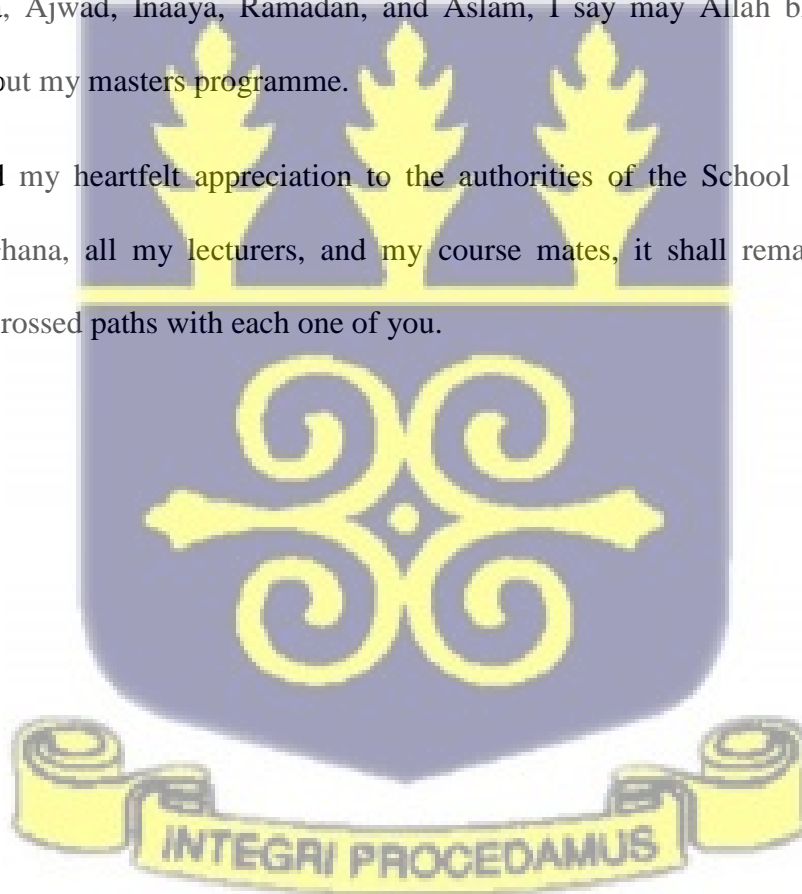 , Ajwad, Inaaya, Ramadan, and Aslam, I say may Allah
my masters programme.
my heartfelt appreciation to the authorities of the School
hana, all my lecturers, and my course mates, it shall
rossed paths with each one of you.
INTEGRI PROCEDAMUS